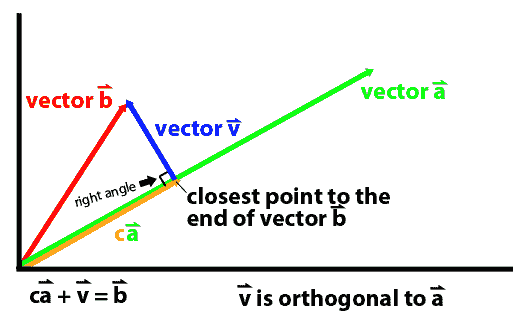 vector b⃗
vector v⃗
vector a⃗
right angle
closest point to the
end of vector b⃗
ca⃗
ca⃗ + v⃗ = b⃗
v⃗ is orthogonal to a⃗